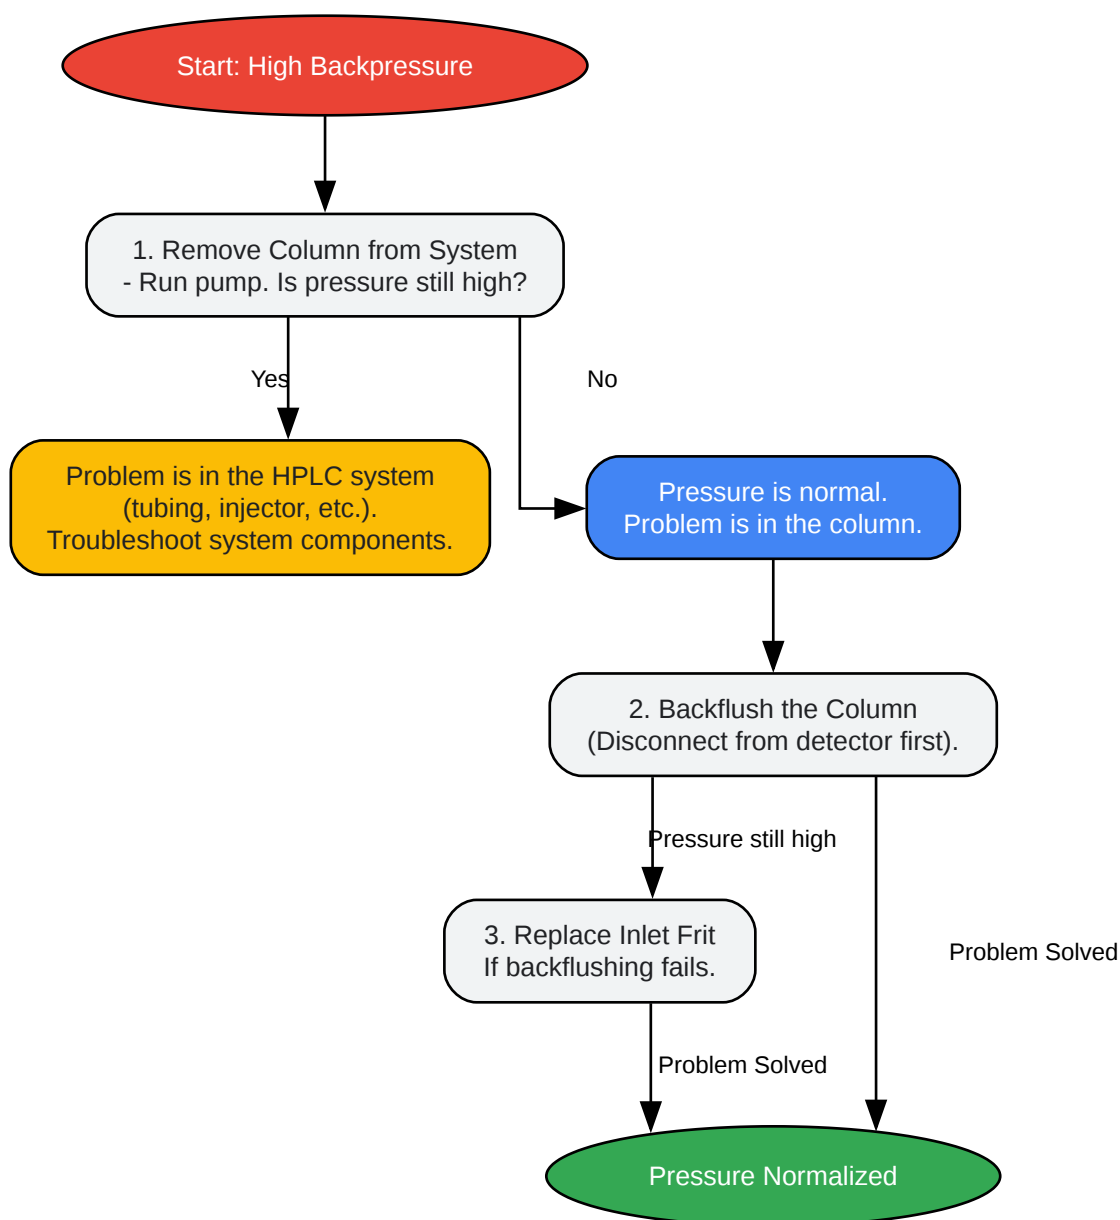 Start: High Backpressure
1. Remove Column from System
- Run pump. Is pressure still high?
Yes
No
Problem is in the HPLC system
(tubing, injector, etc.).
Troubleshoot system components.
Pressure is normal.
Problem is in the column.
2. Backflush the Column
(Disconnect from detector first).
Pressure still high
3. Replace Inlet Frit
If backflushing fails.
Problem Solved
Problem Solved
Pressure Normalized